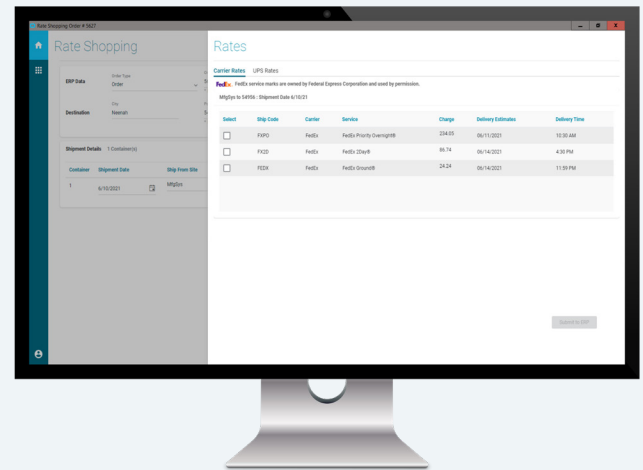 Rate Shopping Order # 5627
Rate Shopping
ERP Data
Order Type
Order
Destination
City
Neenah
Shipment Details 1 Container(s)
Container Shipment Date Ship From Site
1 6/10/2021 MfgSys
Rates
Carrier Rates UPS Rates
FedEx FedEx service marks are owned by Federal Express Corporation and used by permission.
MfgSys to 54956 : Shipment Date 6/10/21
Select Ship Code Carrier Service Charge Delivery Estimates Delivery Time
FXPO FedEx FedEx Priority Overnight® 234.05 06/11/2021 10:30 AM
FX2D FedEx FedEx 2Day® 86.74 06/14/2021 4:30 PM
FEDX FedEx FedEx Ground® 24.24 06/14/2021 11:59 PM
Submit to ERP